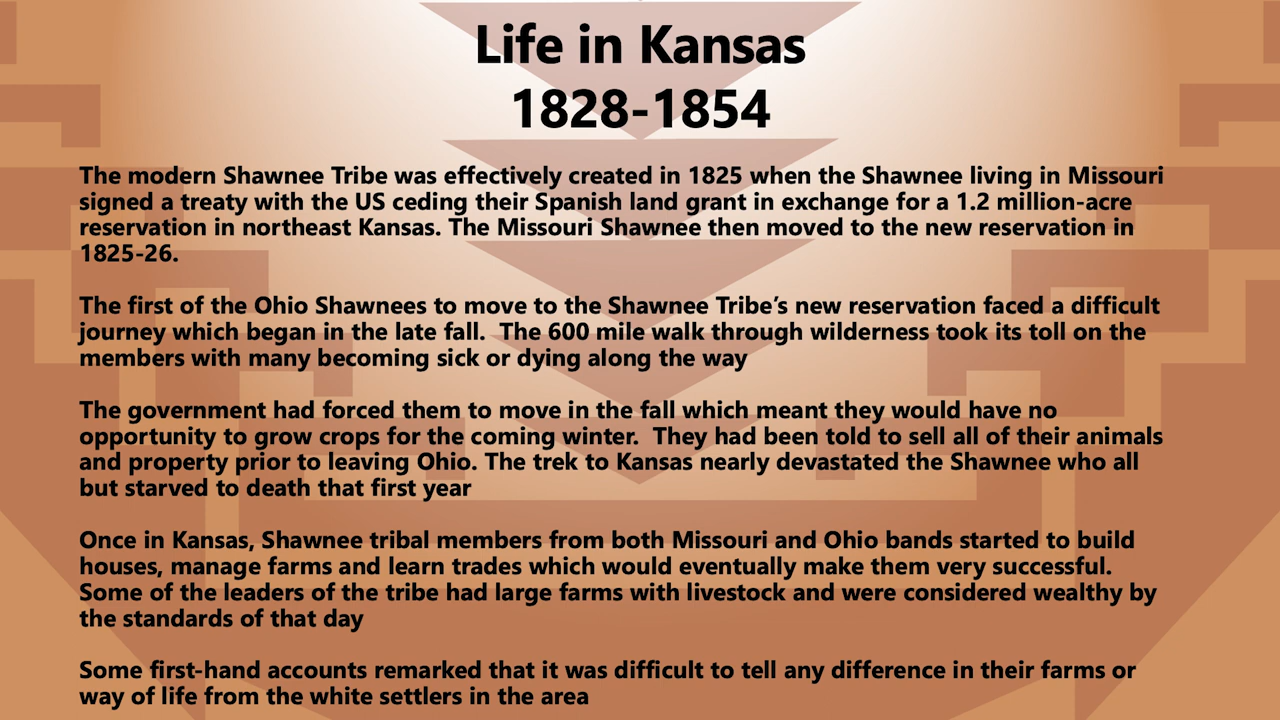 Life in Kansas
1828-1854
The modern Shawnee Tribe was effectively created in 1825 when the Shawnee living in Missouri
signed a treaty with the US ceding their Spanish land grant in exchange for a 1.2 million-acre
reservation in northeast Kansas. The Missouri Shawnee then moved to the new reservation in
1825-26.
The first of the Ohio Shawnees to move to the Shawnee Tribe’s new reservation faced a difficult
journey which began in the late fall.  The 600 mile walk through wilderness took its toll on the
members with many becoming sick or dying along the way
The government had forced them to move in the fall which meant they would have no
opportunity to grow crops for the coming winter.  They had been told to sell all of their animals
and property prior to leaving Ohio. The trek to Kansas nearly devastated the Shawnee who all
but starved to death that first year
Once in Kansas, Shawnee tribal members from both Missouri and Ohio bands started to build
houses, manage farms and learn trades which would eventually make them very successful.
Some of the leaders of the tribe had large farms with livestock and were considered wealthy by
the standards of that day
Some first-hand accounts remarked that it was difficult to tell any difference in their farms or
way of life from the white settlers in the area